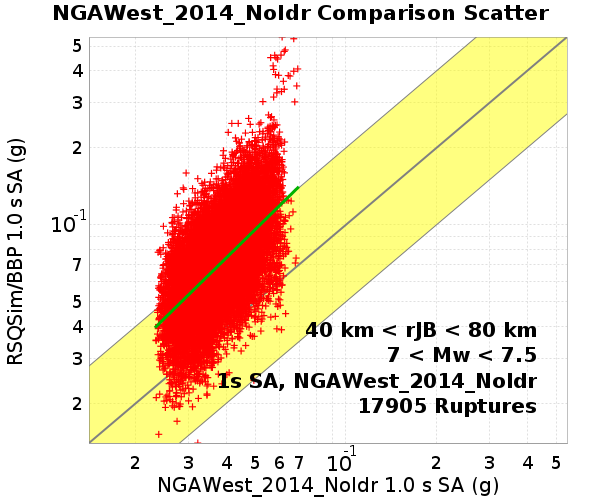 NGAWest_2014_NoIdr Comparison Scatter
RSQSim/BBP 1.0 s SA (g)
5
4
3
2
10-1
7
5
4
3
2
40 km < rJB < 80 km
7 < Mw < 7.5
1s SA, NGAWest_2014_NoIdr
17905 Ruptures
2 3 4 5 6 7 10-1 2 3 4 5
NGAWest_2014_NoIdr 1.0 s SA (g)